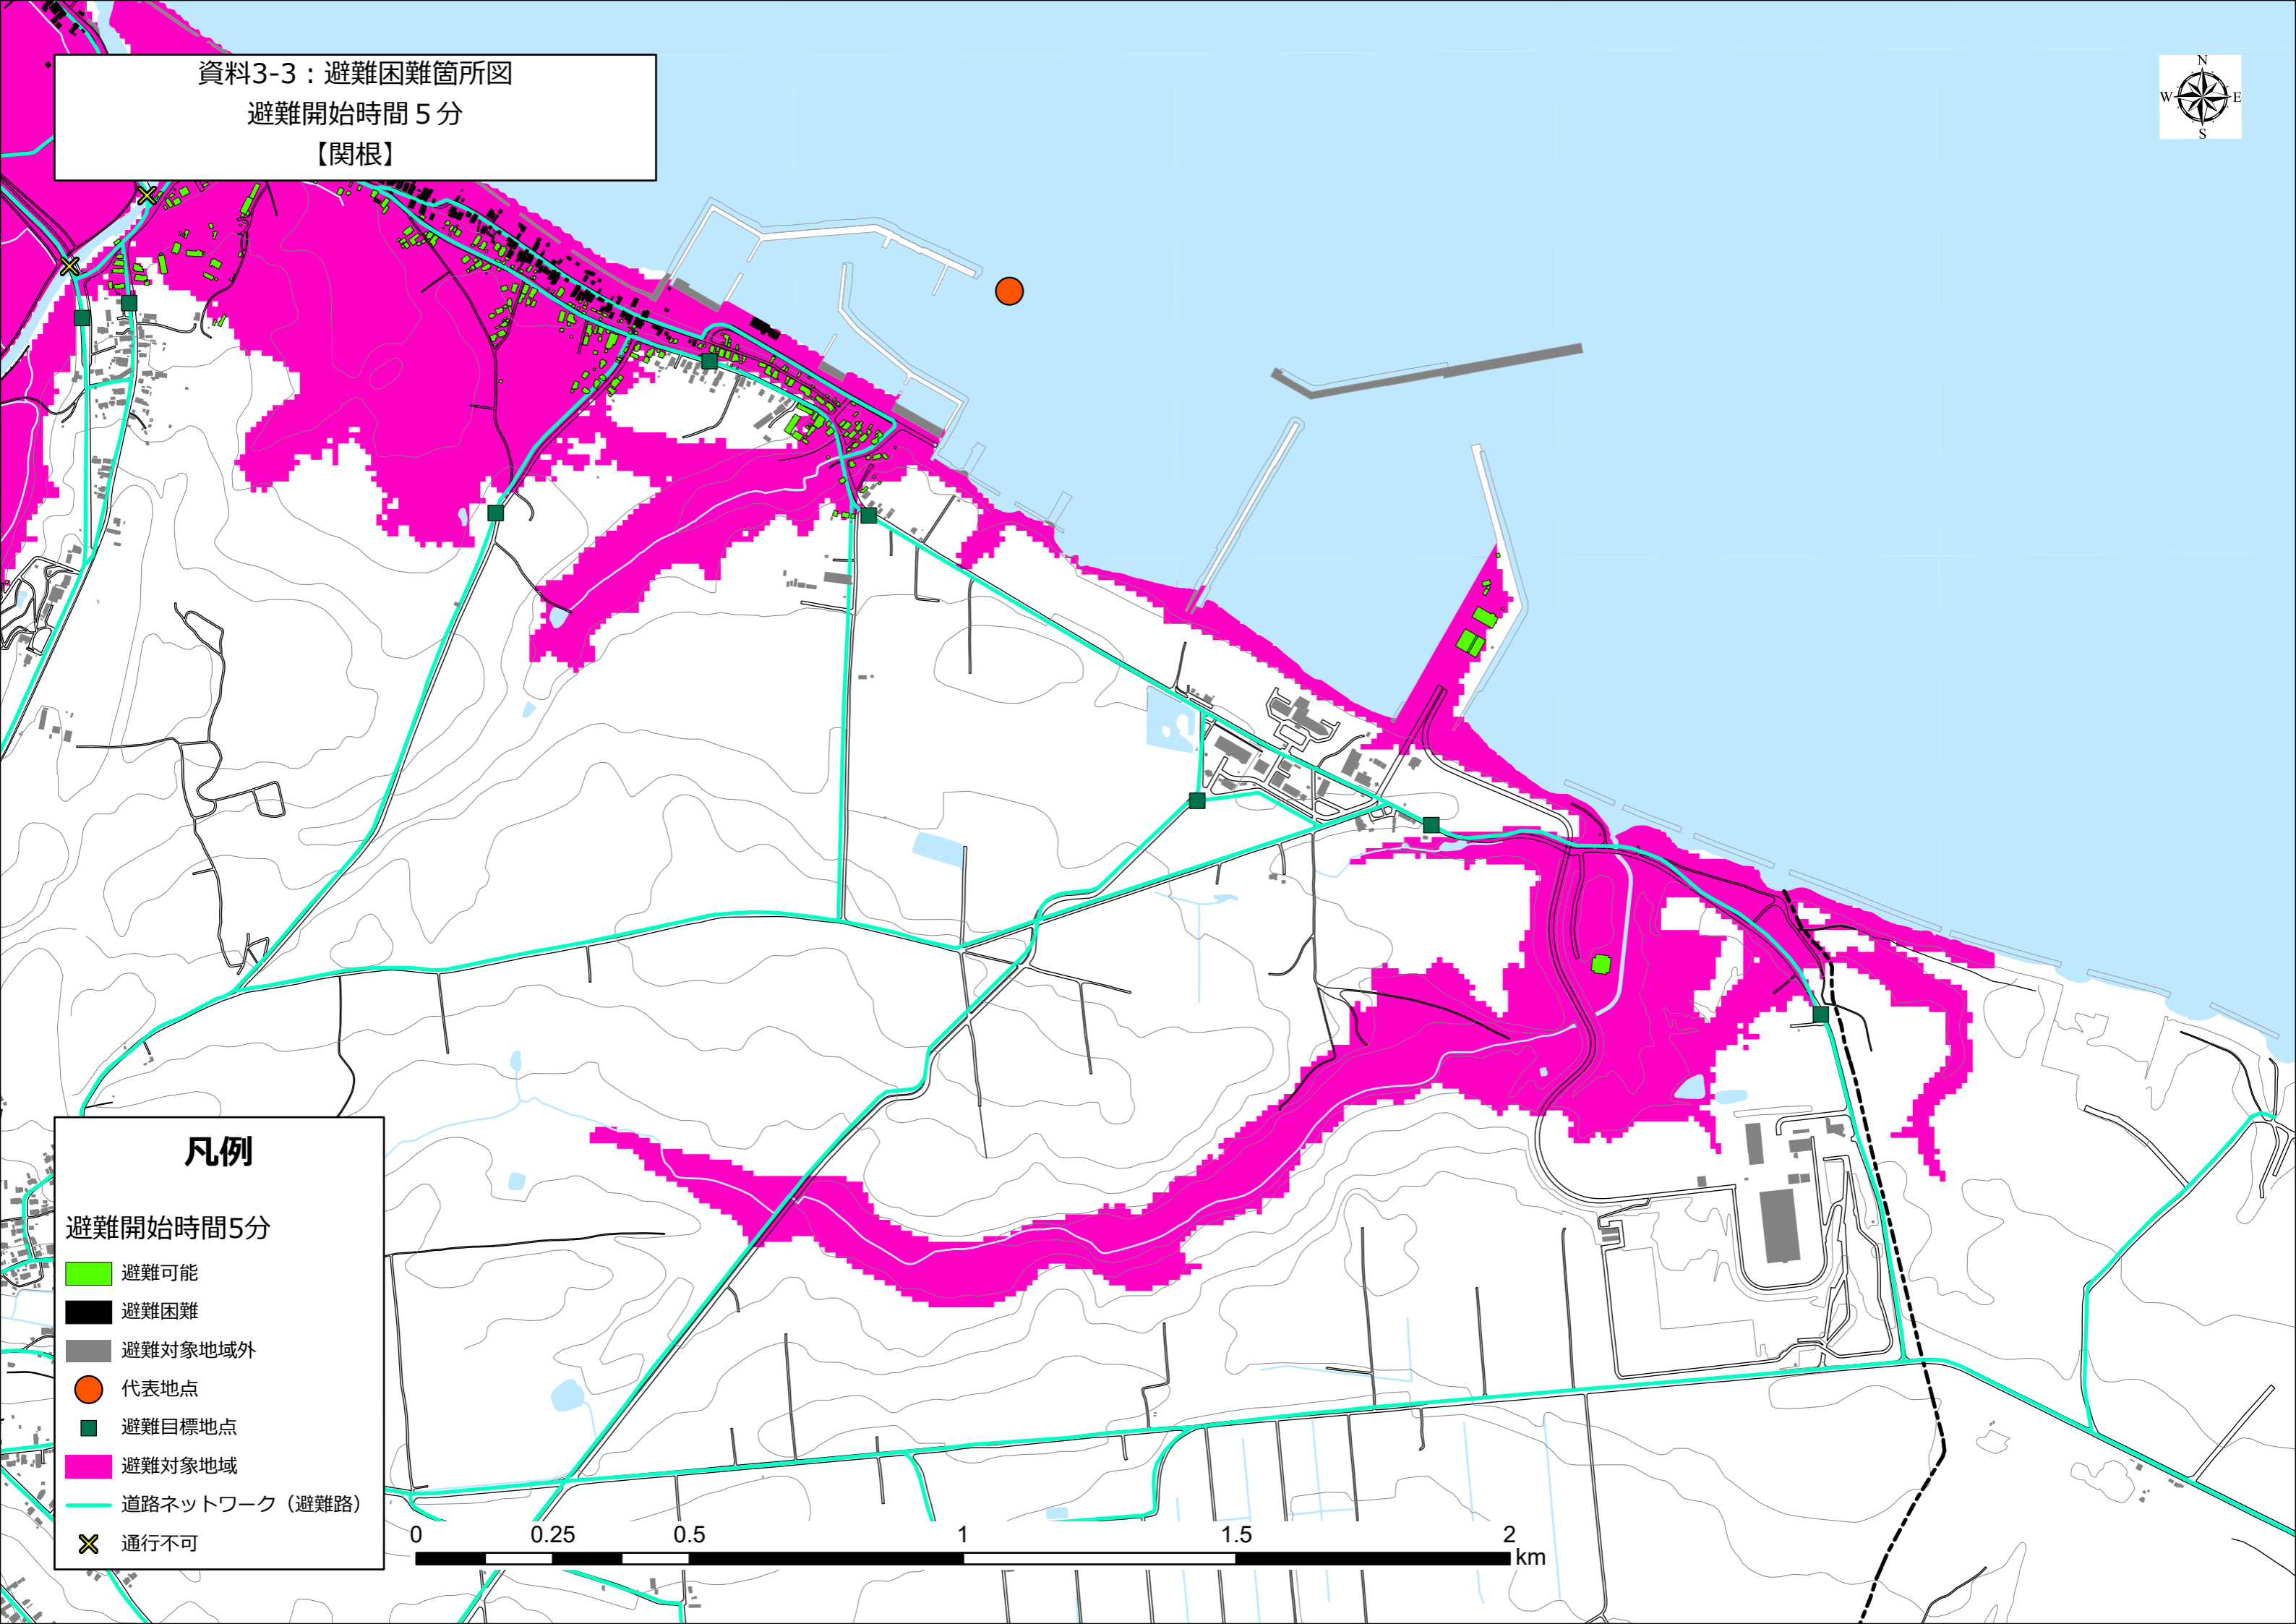 資料3-3：避難困難箇所図
避難開始時間５分
【関根】
N
W E
S
凡例
避難開始時間5分
避難可能
避難困難
避難対象地域外
代表地点
避難目標地点
避難対象地域
道路ネットワーク（避難路）
通行不可
0 0.25 0.5 1 1.5 2
km